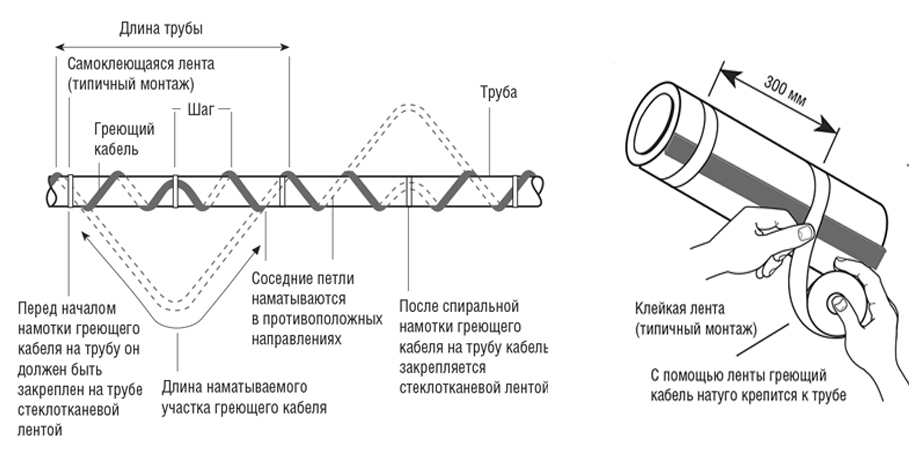 Длина трубы
Самоклеющаяся лента
(типичный монтаж)
Шаг
Греющий
кабель
Труба
Перед началом
намотки греющего
кабеля на трубу он
должен быть
закреплен на трубе
стеклотканевой
лентой
Длина наматываемого
участка греющего кабеля
Соседние петли
наматываются
в противоположных
направлениях
После спиральной
намотки греющего
кабеля на трубу кабель
закрепляется
стеклотканевой лентой
300 мм
Клейкая лента
(типичный монтаж)
С помощью ленты греющий
кабель натуго крепится к трубе